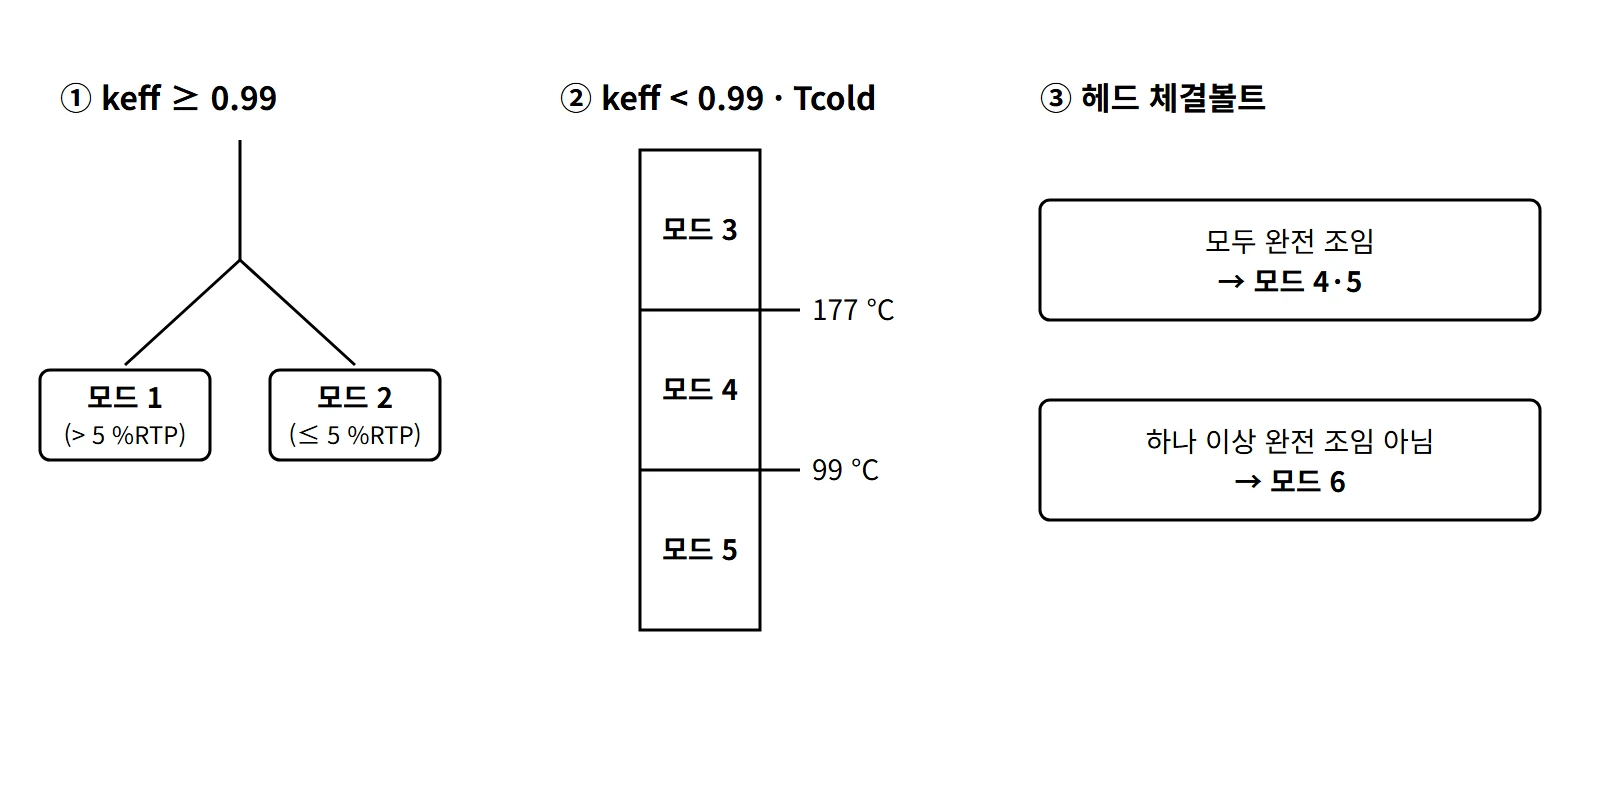 ① keff ≥ 0.99
모드 1
(> 5 %RTP)
모드 2
(≤ 5 %RTP)
② keff < 0.99 · Tcold
모드 3
177 ℃
모드 4
99 ℃
모드 5
③ 헤드 체결볼트
모두 완전 조임
→ 모드 4·5
하나 이상 완전 조임 아님
→ 모드 6